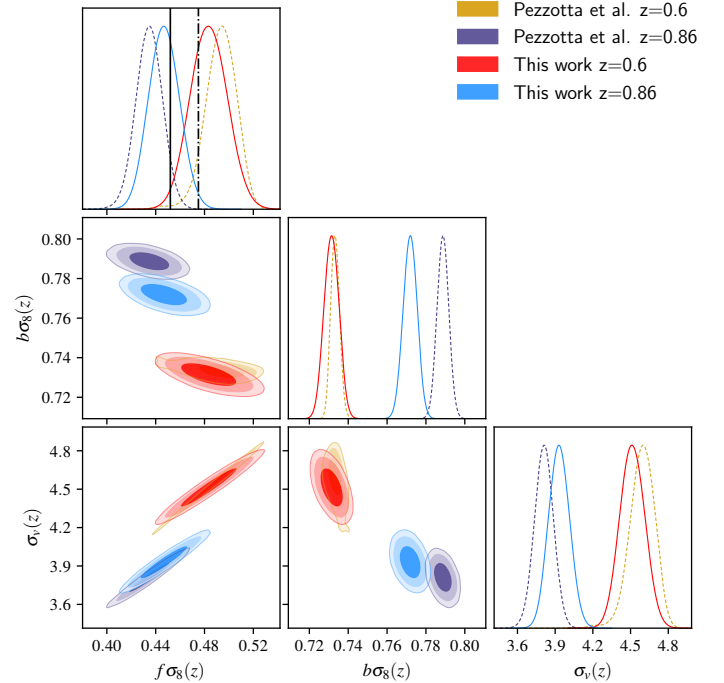 Pezzotta et al. z=0.6
Pezzotta et al. z=0.86
This work z=0.6
This work z=0.86
0.80
0.78
0.76
0.74
0.72
bσ₈(z)
4.8
4.5
4.2
3.9
3.6
σᵥ(z)
0.40 0.44 0.48 0.52
0.72 0.74 0.76 0.78 0.80
3.6 4.2 4.5 4.8
fσ₈(z)
bσ₈(z)
σᵥ(z)